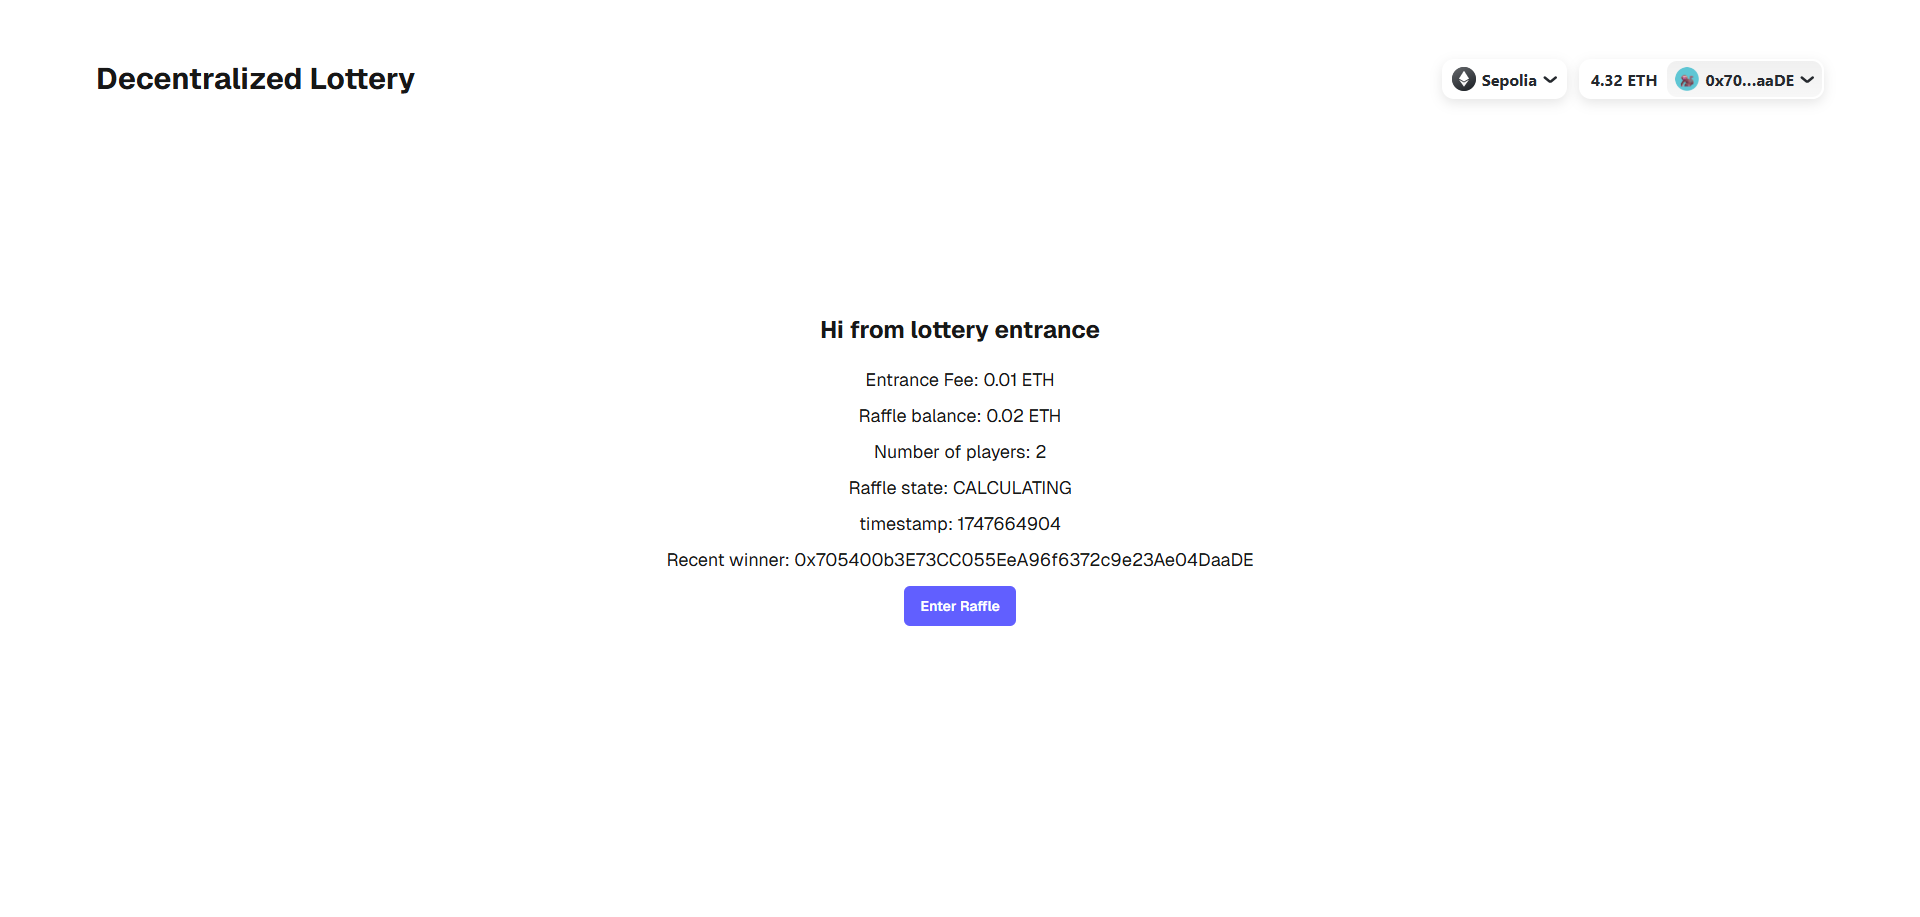 Decentralized Lottery
Sepolia
4.32 ETH
0x70...aaDE
Hi from lottery entrance
Entrance Fee: 0.01 ETH
Raffle balance: 0.02 ETH
Number of players: 2
Raffle state: CALCULATING
timestamp: 1747664904
Recent winner: 0x705400b3E73CC055EeA96f6372c9e23Ae04DaaDE
Enter Raffle